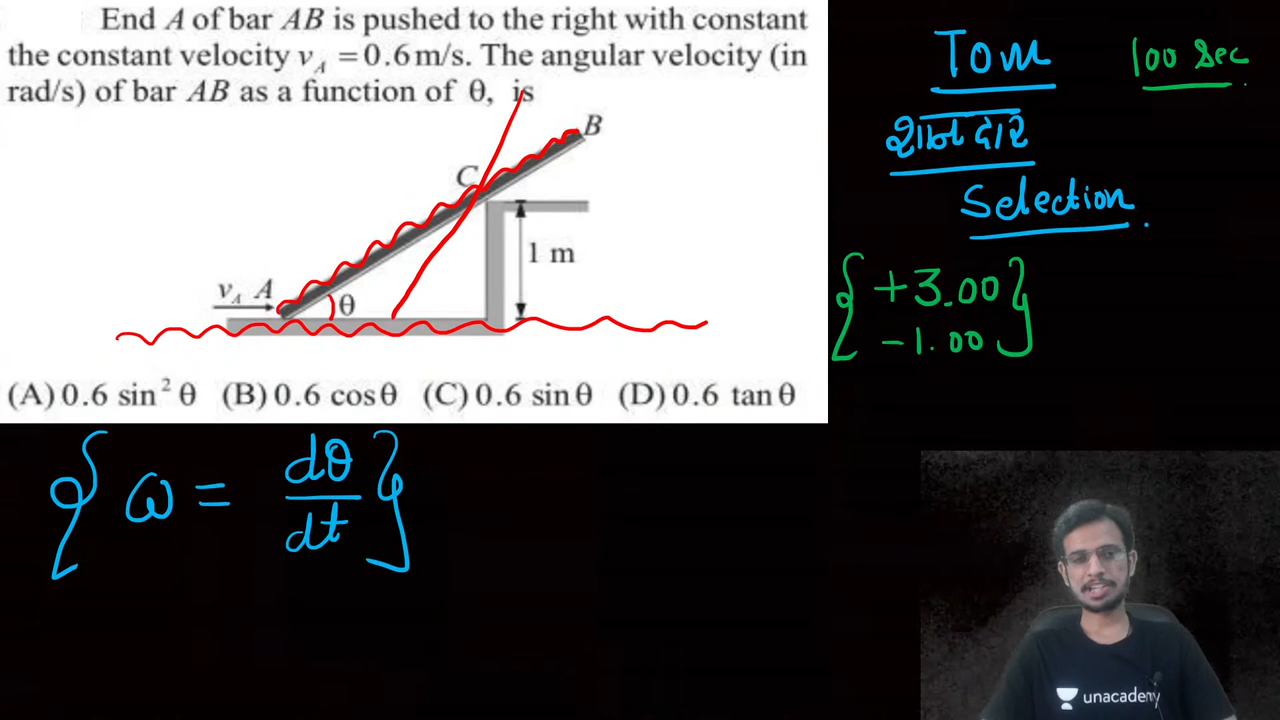 End A of bar AB is pushed to the right with constant
the constant velocity v_A = 0.6 m/s. The angular velocity (in
rad/s) of bar AB as a function of θ, is
B
C
1 m
v_A A
θ
(A) 0.6 sin² θ (B) 0.6 cos θ (C) 0.6 sin θ (D) 0.6 tan θ
Tom
100 sec
शानदार
Selection.
{ +3.00
-1.00 }
{ ω = dθ/dt }
unacademy